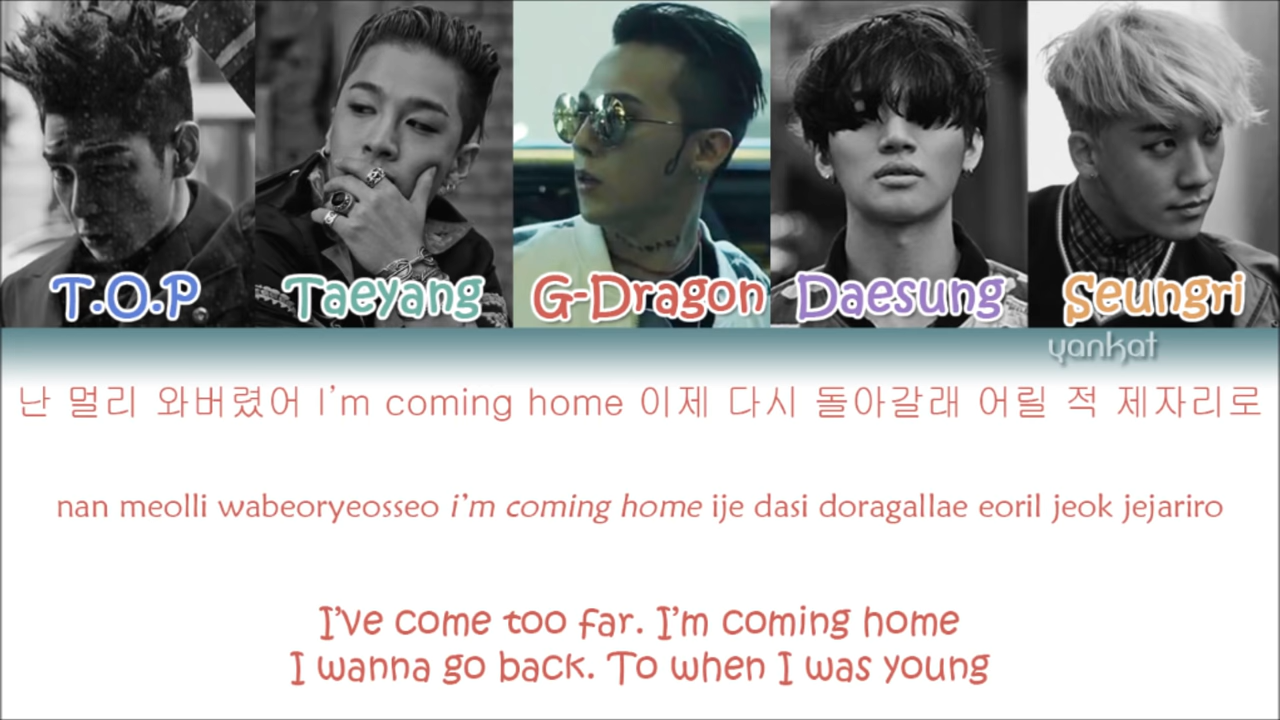 T.O.P
Taeyang
G-Dragon
Daesung
Seungri
yankat
난 멀리 와버렸어 I'm coming home 이제 다시 돌아갈래 어릴 적 제자리로
nan meolli wabeoryeosseo i'm coming home ije dasi doragallae eoril jeok jejariro
I've come too far. I'm coming home
I wanna go back. To when I was young